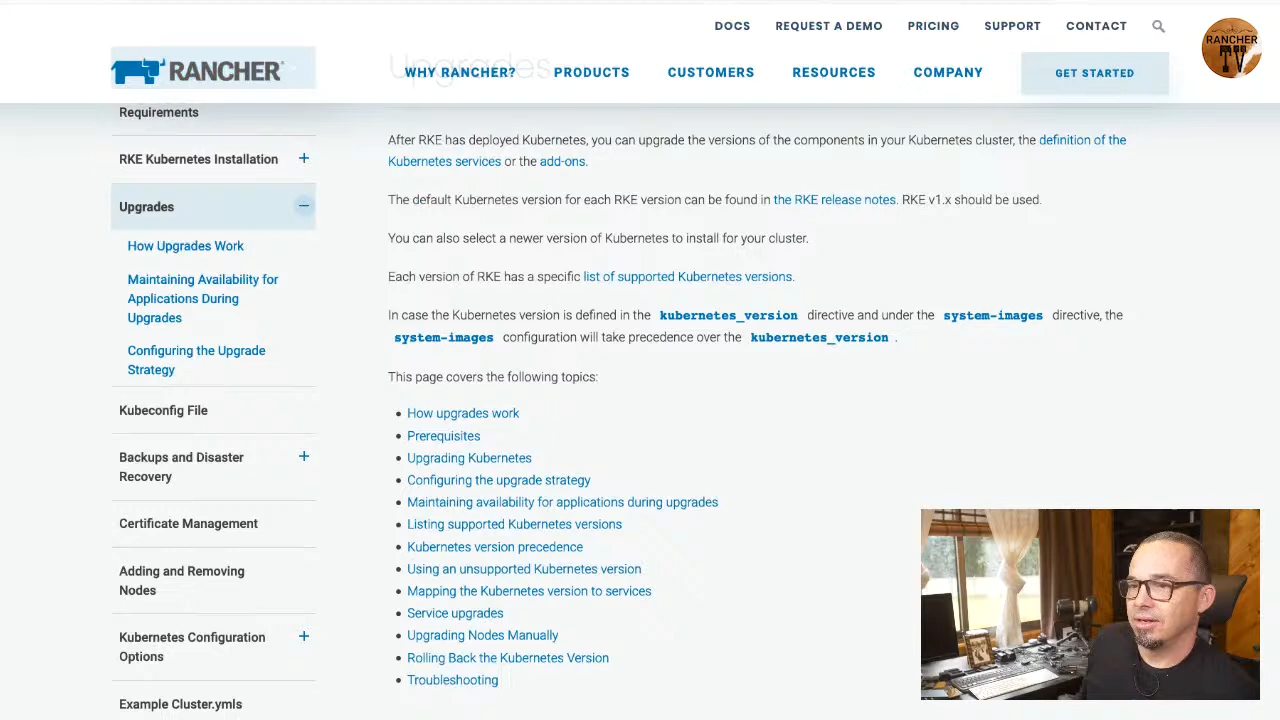 DOCS REQUEST A DEMO PRICING SUPPORT CONTACT
RANCHER TV
RANCHER
Upgrades
WHY RANCHER? PRODUCTS CUSTOMERS RESOURCES COMPANY GET STARTED
Requirements
RKE Kubernetes Installation +
Upgrades −
How Upgrades Work
Maintaining Availability for
Applications During
Upgrades
Configuring the Upgrade
Strategy
Kubeconfig File
Backups and Disaster +
Recovery
Certificate Management
Adding and Removing
Nodes
Kubernetes Configuration +
Options
Example Cluster.ymls
After RKE has deployed Kubernetes, you can upgrade the versions of the components in your Kubernetes cluster, the definition of the
Kubernetes services or the add-ons.
The default Kubernetes version for each RKE version can be found in the RKE release notes. RKE v1.x should be used.
You can also select a newer version of Kubernetes to install for your cluster.
Each version of RKE has a specific list of supported Kubernetes versions.
In case the Kubernetes version is defined in the kubernetes_version directive and under the system-images directive, the
system-images configuration will take precedence over the kubernetes_version .
This page covers the following topics:
• How upgrades work
• Prerequisites
• Upgrading Kubernetes
• Configuring the upgrade strategy
• Maintaining availability for applications during upgrades
• Listing supported Kubernetes versions
• Kubernetes version precedence
• Using an unsupported Kubernetes version
• Mapping the Kubernetes version to services
• Service upgrades
• Upgrading Nodes Manually
• Rolling Back the Kubernetes Version
• Troubleshooting